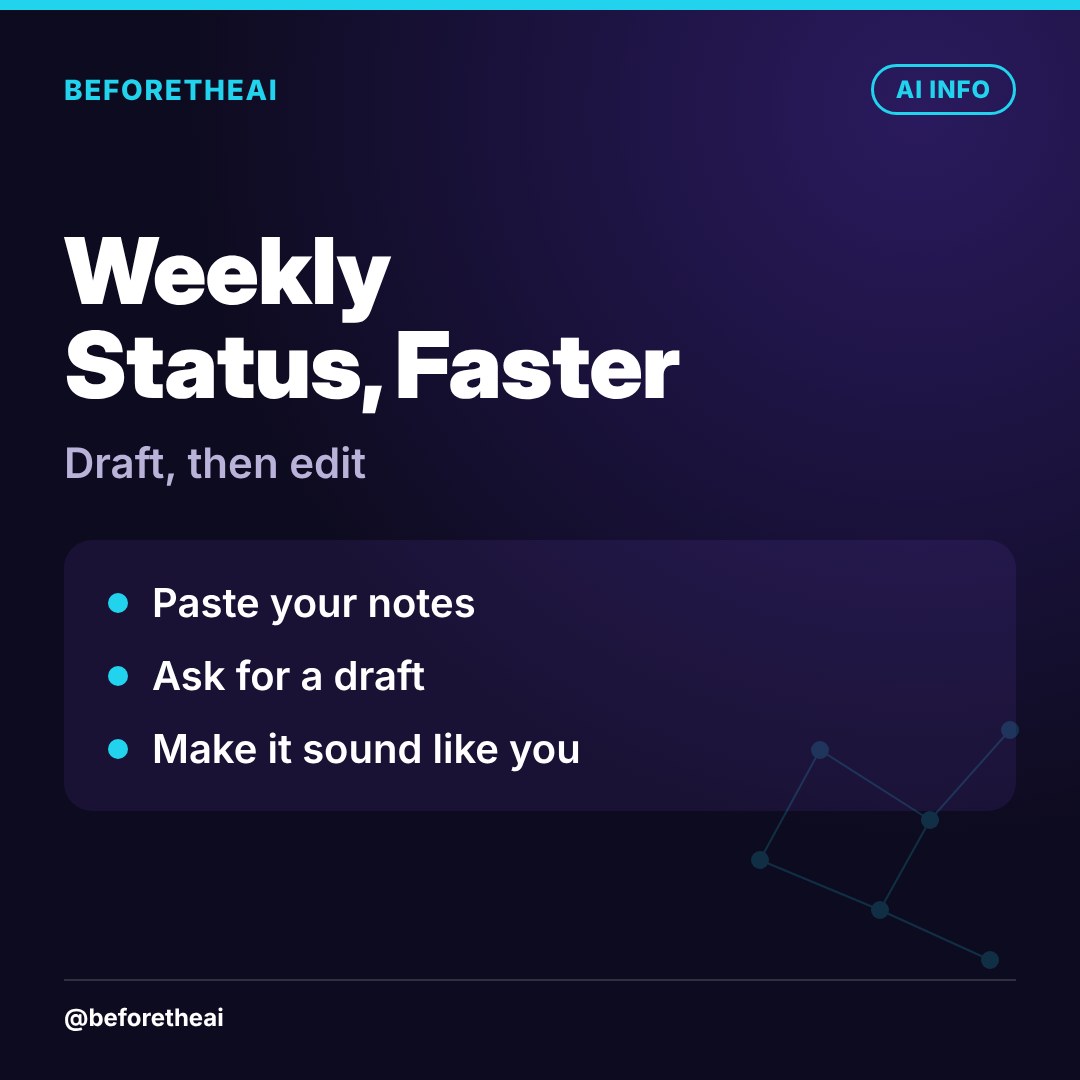 BEFORETHEAI
AI INFO
Weekly
Status, Faster
Draft, then edit
Paste your notes
Ask for a draft
Make it sound like you
@beforetheai